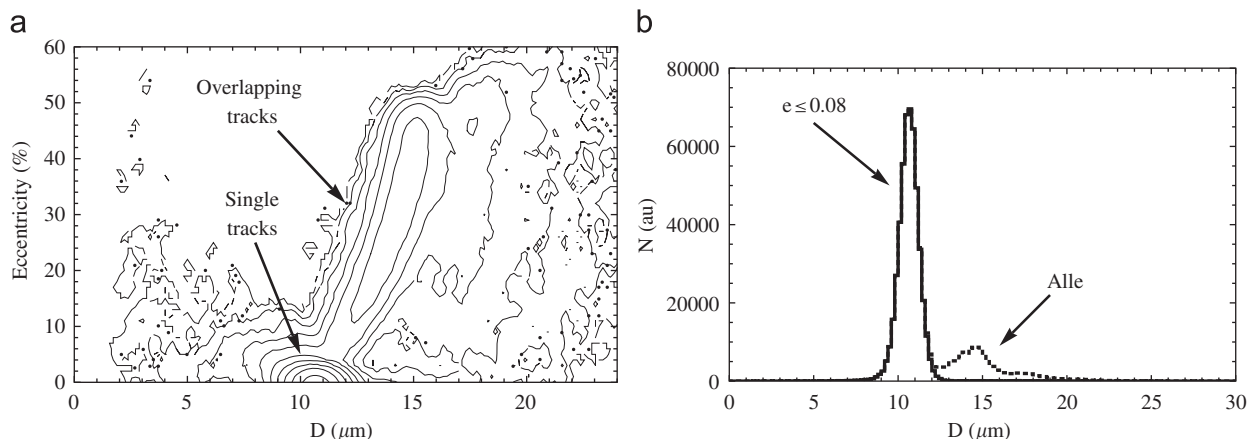 a
60
50
40
30
20
10
0
Eccentricity (%)
Overlapping
tracks
Single
tracks
0
5
10
15
20
D (μm)
b
80000
60000
40000
20000
0
N (au)
e ≤ 0.08
Alle
0
5
10
15
20
25
30
D (μm)